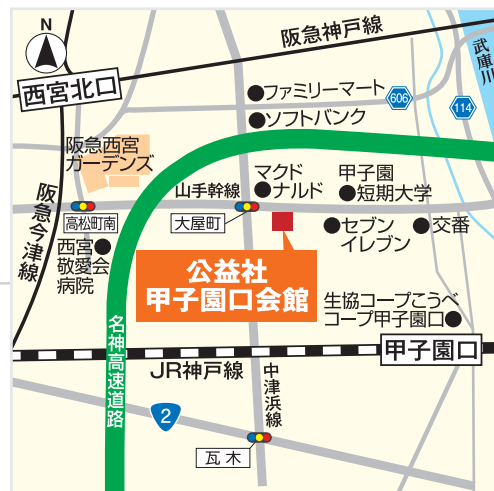 N
阪急神戸線
武庫川
西宮北口
ファミリーマート
606
114
ソフトバンク
阪急西宮
ガーデンズ
マクド
ナルド
甲子園
短期大学
山手幹線
阪急今津線
高松町南
大屋町
セブン
イレブン
交番
西宮
敬愛会
病院
公益社
甲子園口会館
生協コープこうべ
コープ甲子園口
名神高速道路
甲子園口
JR神戸線
中津浜線
2
瓦木